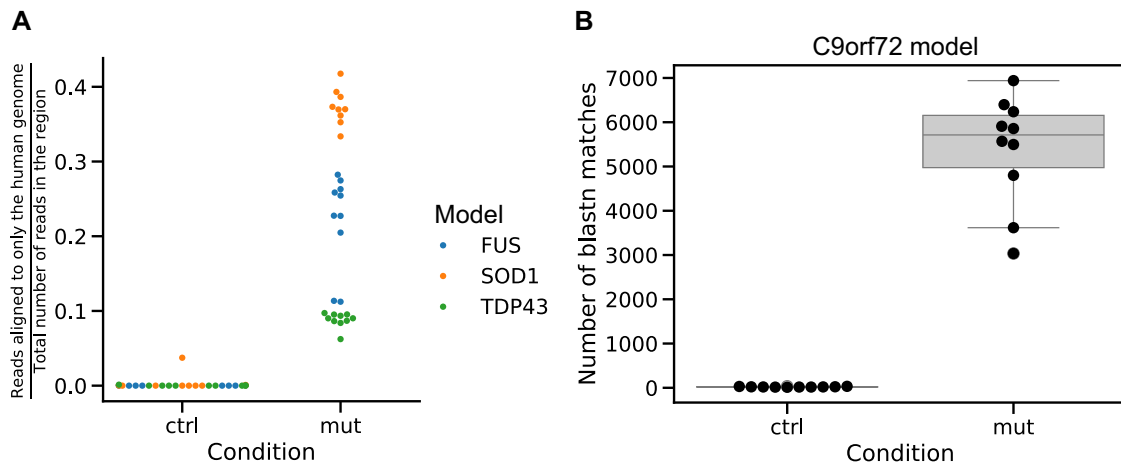 A
Reads aligned to only the human genome
Total number of reads in the region
0.4
0.3
0.2
0.1
0.0
ctrl
mut
Condition
Model
FUS
SOD1
TDP43
B
C9orf72 model
Number of blastn matches
7000
6000
5000
4000
3000
2000
1000
0
ctrl
mut
Condition